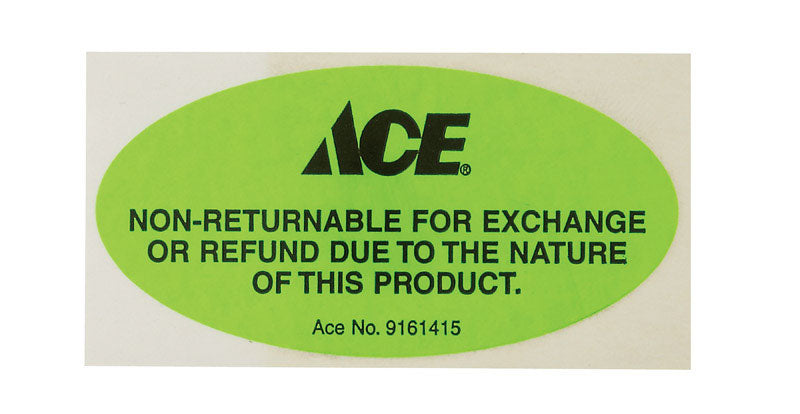 ACE®
NON-RETURNABLE FOR EXCHANGE
OR REFUND DUE TO THE NATURE
OF THIS PRODUCT.
Ace No. 9161415